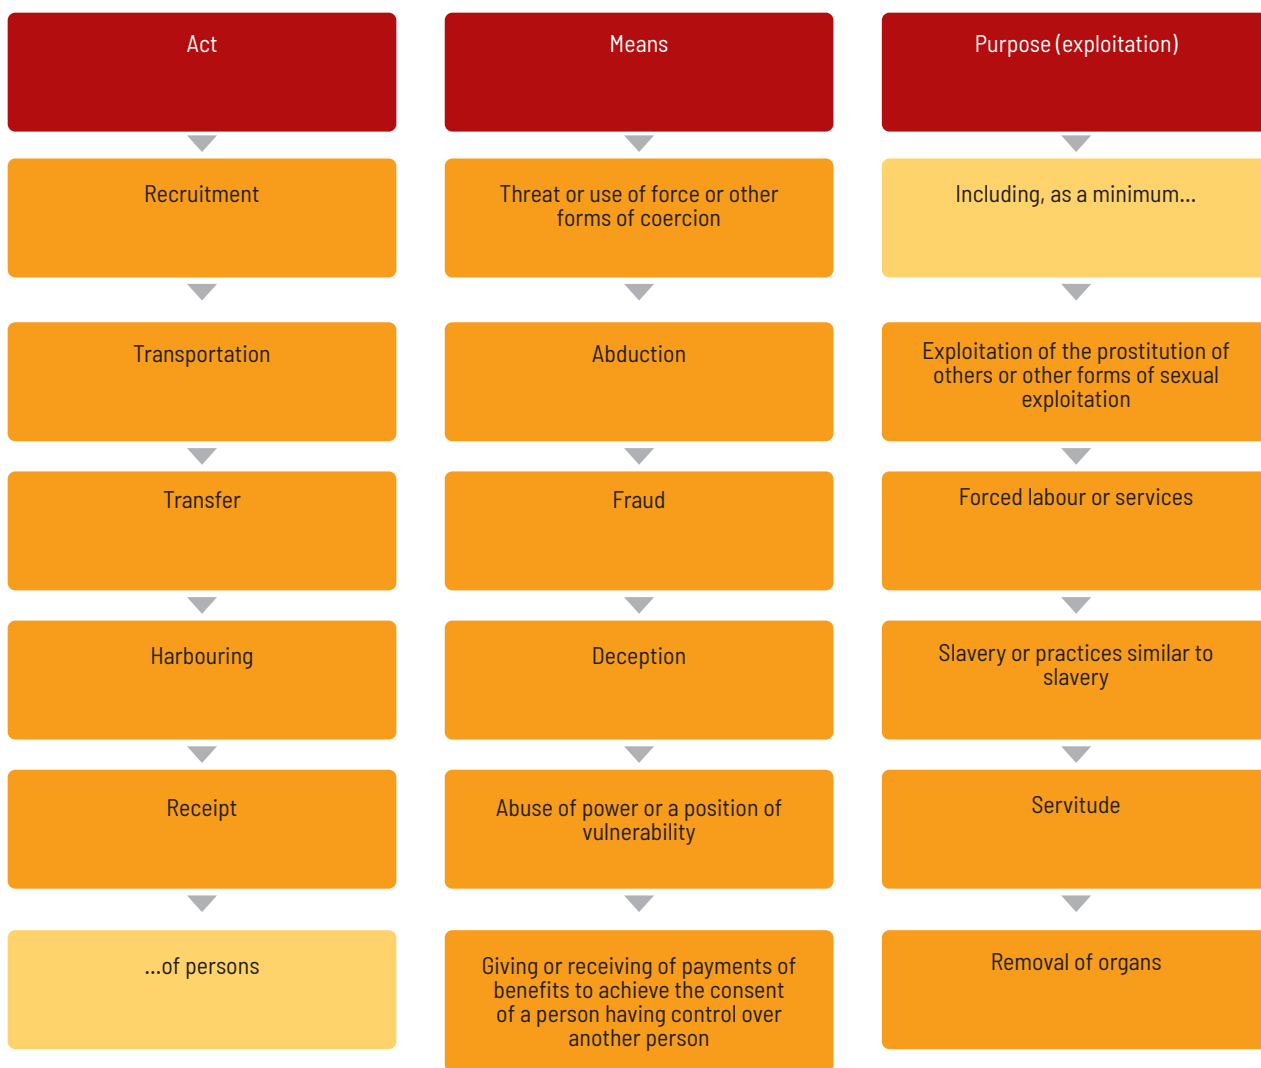 Act
Recruitment
Transportation
Transfer
Harbouring
Receipt
...of persons
Means
Threat or use of force or other
forms of coercion
Abduction
Fraud
Deception
Abuse of power or a position of
vulnerability
Giving or receiving of payments of
benefits to achieve the consent
of a person having control over
another person
Purpose (exploitation)
Including, as a minimum...
Exploitation of the prostitution of
others or other forms of sexual
exploitation
Forced labour or services
Slavery or practices similar to
slavery
Servitude
Removal of organs